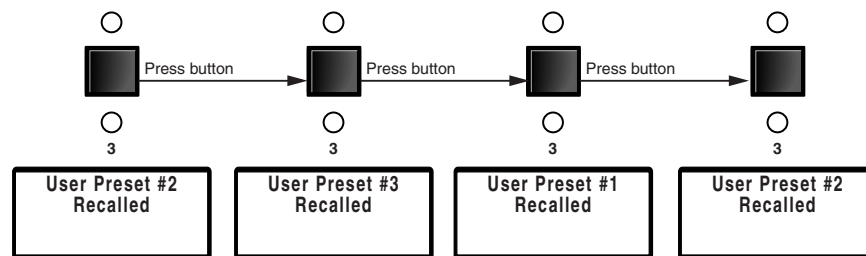 Press button
Press button
Press button
3
3
3
3
User Preset #2
Recalled
User Preset #3
Recalled
User Preset #1
Recalled
User Preset #2
Recalled